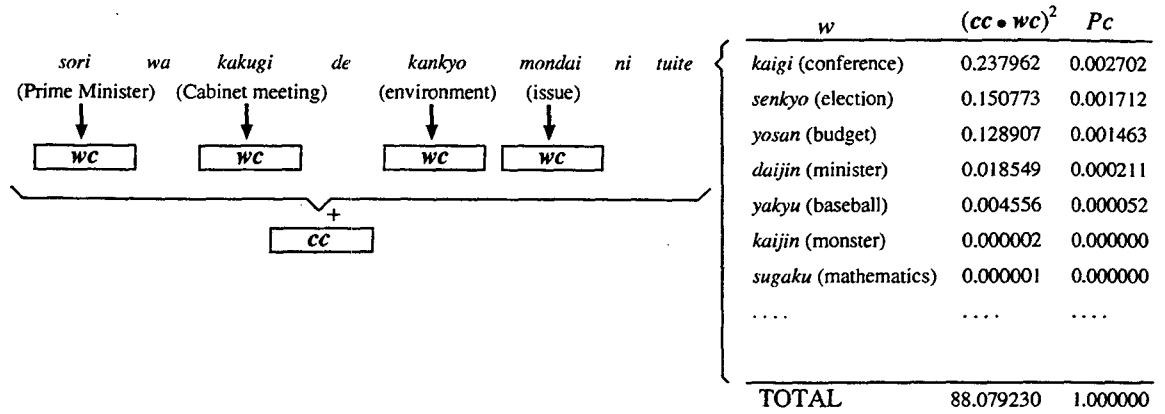 sori wa kakugi de kankyo mondai ni tuite
(Prime Minister) (Cabinet meeting) (environment) (issue)
wc wc wc wc
+
cc
w (cc • wc)² Pc
kaigi (conference) 0.237962 0.002702
senkyo (election) 0.150773 0.001712
yosan (budget) 0.128907 0.001463
daijin (minister) 0.018549 0.000211
yakyu (baseball) 0.004556 0.000052
kaijin (monster) 0.000002 0.000000
sugaku (mathematics) 0.000001 0.000000
.... .... ....
TOTAL 88.079230 1.000000